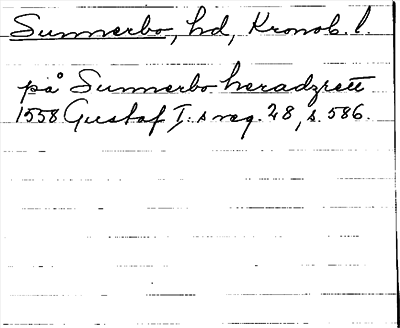 Sunnerbo, hd, Kronob. l.
på Sunnerbo heradzrett
1558 Gustaf I:s reg. 28, s. 586.